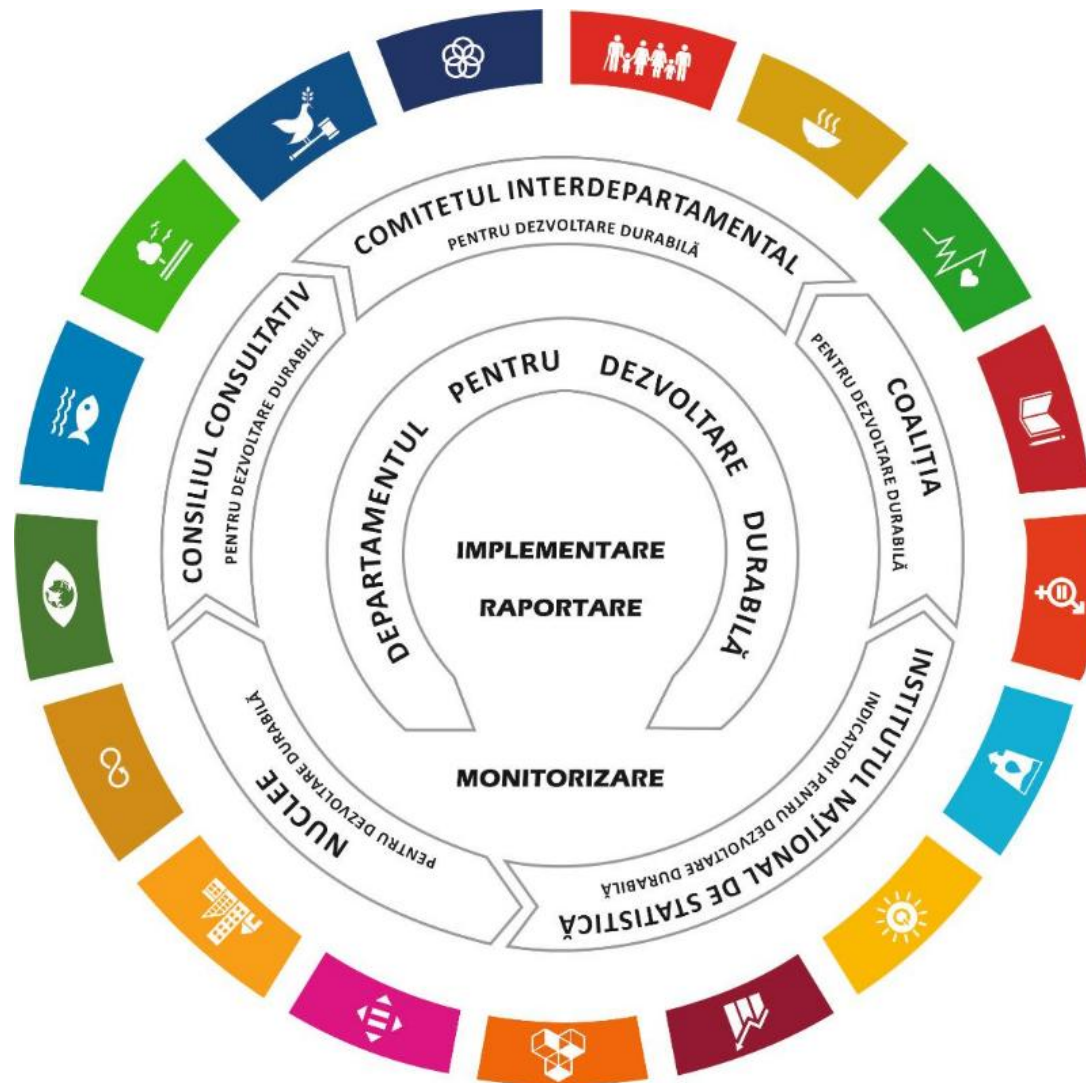 COMITETUL INTERDEPARTAMENTAL
PENTRU DEZVOLTARE DURABILĂ
COALIȚIA
PENTRU DEZVOLTARE DURABILĂ
INSTITUTUL NAȚIONAL DE STATISTICĂ
INDICATORI PENTRU DEZVOLTARE DURABILĂ
NUCLEE
PENTRU DEZVOLTARE DURABILĂ
CONSILIUL CONSULTATIV
PENTRU DEZVOLTARE DURABILĂ
DEPARTAMENTUL PENTRU DEZVOLTARE DURABILĂ
IMPLEMENTARE
RAPORTARE
MONITORIZARE